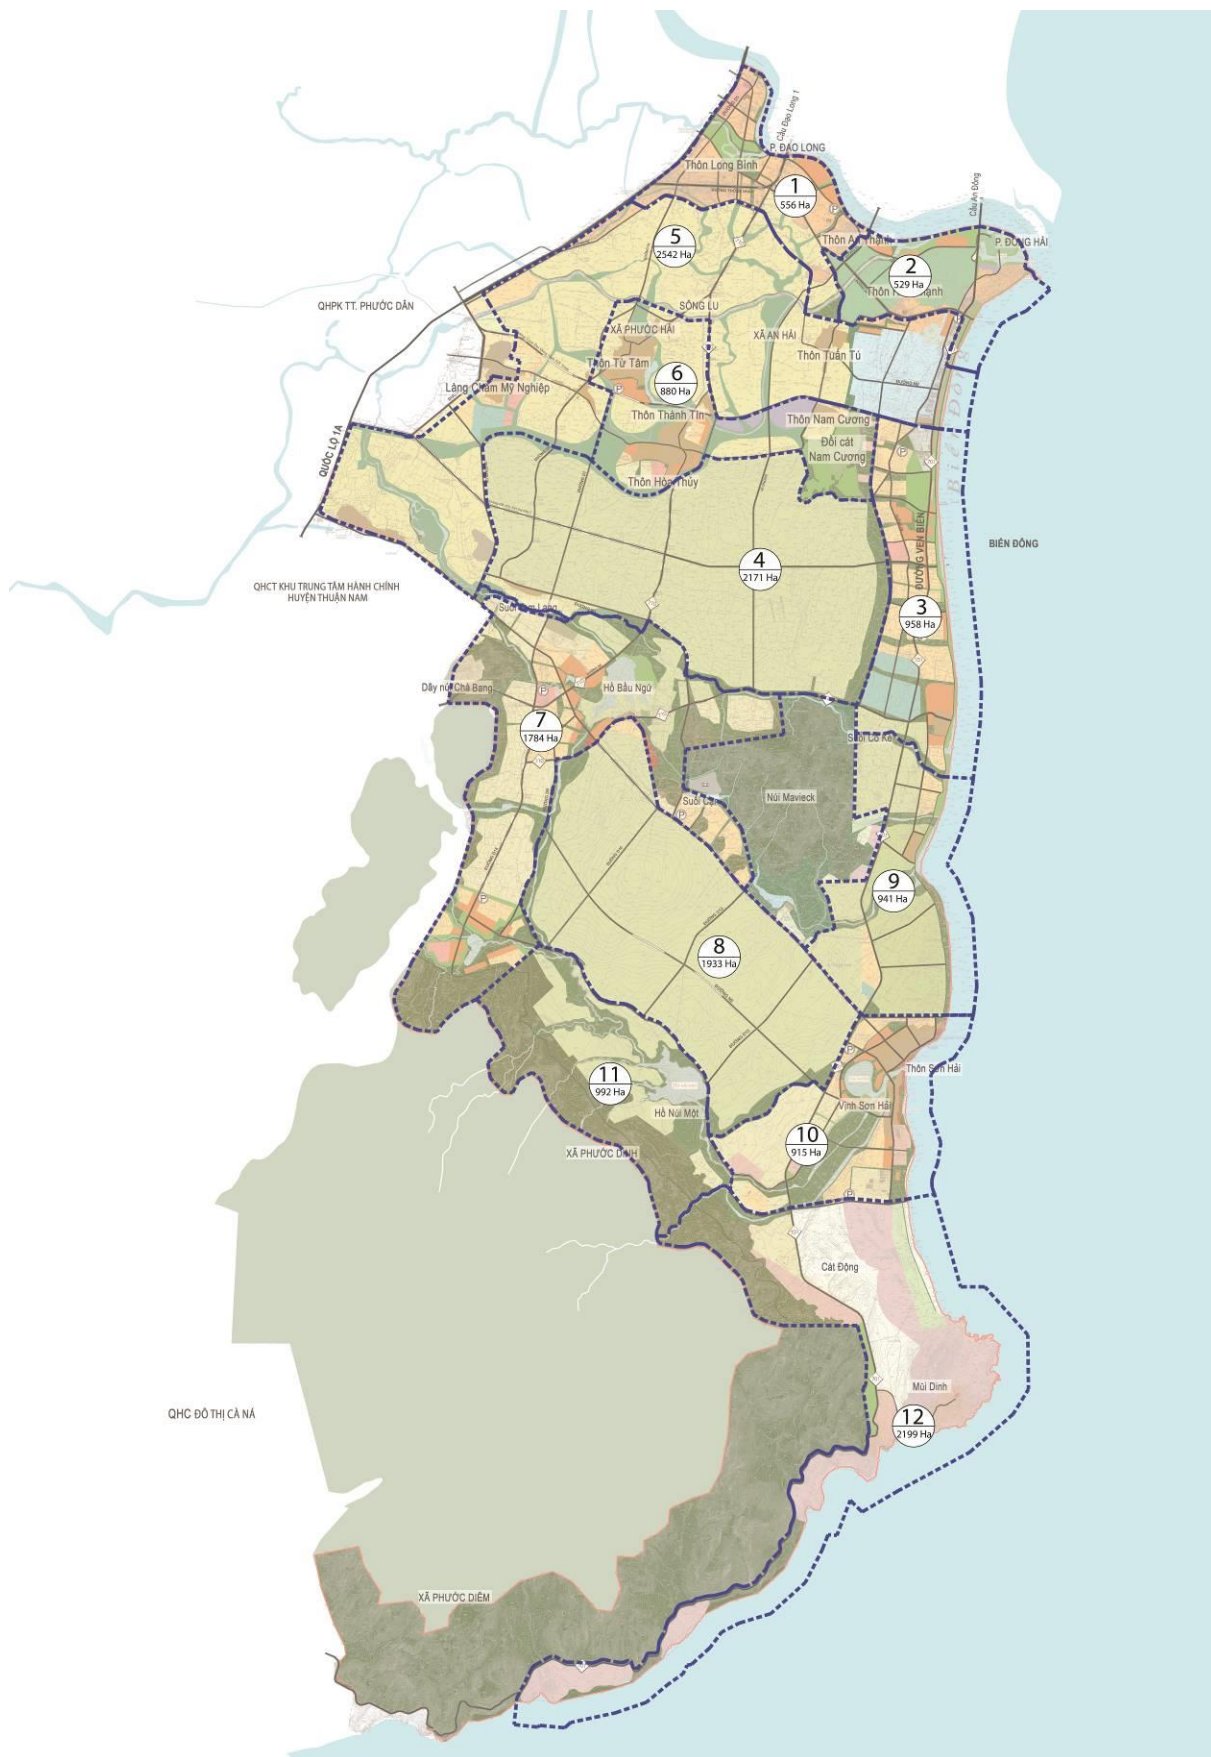 Cầu Đạo Long 1
P. ĐẠO LONG
Thôn Long Bình
1
556 Ha
Cầu An Đông
P. ĐÔNG HẢI
5
2542 Ha
2
529 Ha
SÔNG LU
QHPK TT. PHƯỚC DÂN
XÃ PHƯỚC HẢI
XÃ AN HẢI
Thôn Tuấn Tú
Thôn Từ Tâm
6
880 Ha
Làng Chăm Mỹ Nghiệp
Thôn Thành Tín
Thôn Nam Cương
Đồi cát
Nam Cương
QUỐC LỘ 1A
Thôn Hòa Thủy
Biển Đông
BIỂN ĐÔNG
ĐƯỜNG VEN BIỂN
4
2171 Ha
QHCT KHU TRUNG TÂM HÀNH CHÍNH
HUYỆN THUẬN NAM
3
958 Ha
Dãy núi Chà Bang
Hồ Bầu Ngứ
7
1784 Ha
Núi Mavieck
9
941 Ha
8
1933 Ha
Thôn Sơn Hải
11
992 Ha
Hồ Núi Một
Vĩnh Sơn Hải
10
915 Ha
XÃ PHƯỚC DINH
Cát Động
Mũi Dinh
12
2199 Ha
QHC ĐÔ THỊ CÀ NÁ
XÃ PHƯỚC DIÊM